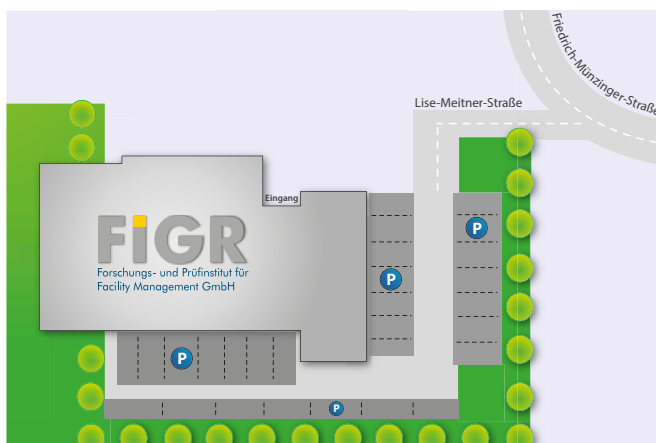 Friedrich-Münzinger-Straße
Lise-Meitner-Straße
Eingang
FiGR
Forschungs- und Prüfinstitut für
Facility Management GmbH
P
P
P
P